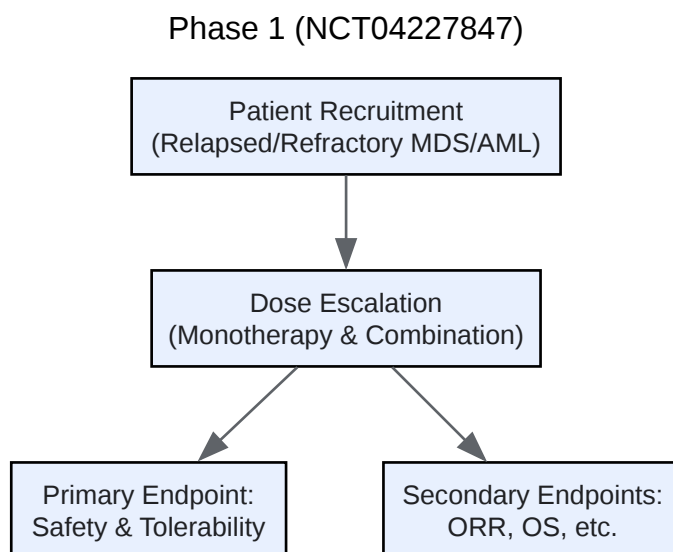 Phase 1 (NCT04227847)
Patient Recruitment
(Relapsed/Refractory MDS/AML)
Dose Escalation
(Monotherapy & Combination)
Primary Endpoint:
Safety & Tolerability
Secondary Endpoints:
ORR, OS, etc.